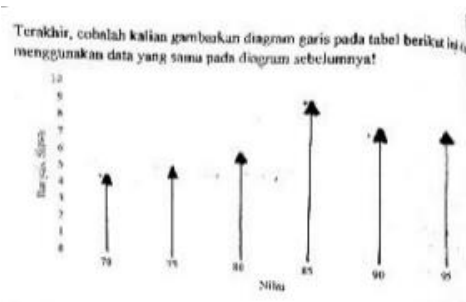 Terakhir, cobalah kalian gambarkan diagram garis pada tabel berikut ini
menggunakan data yang sama pada diagram sebelumnya!
10
9
8
7
6
5
4
3
2
1
0
Banyak Siswa
70 75 80 85 90 95
Nilai